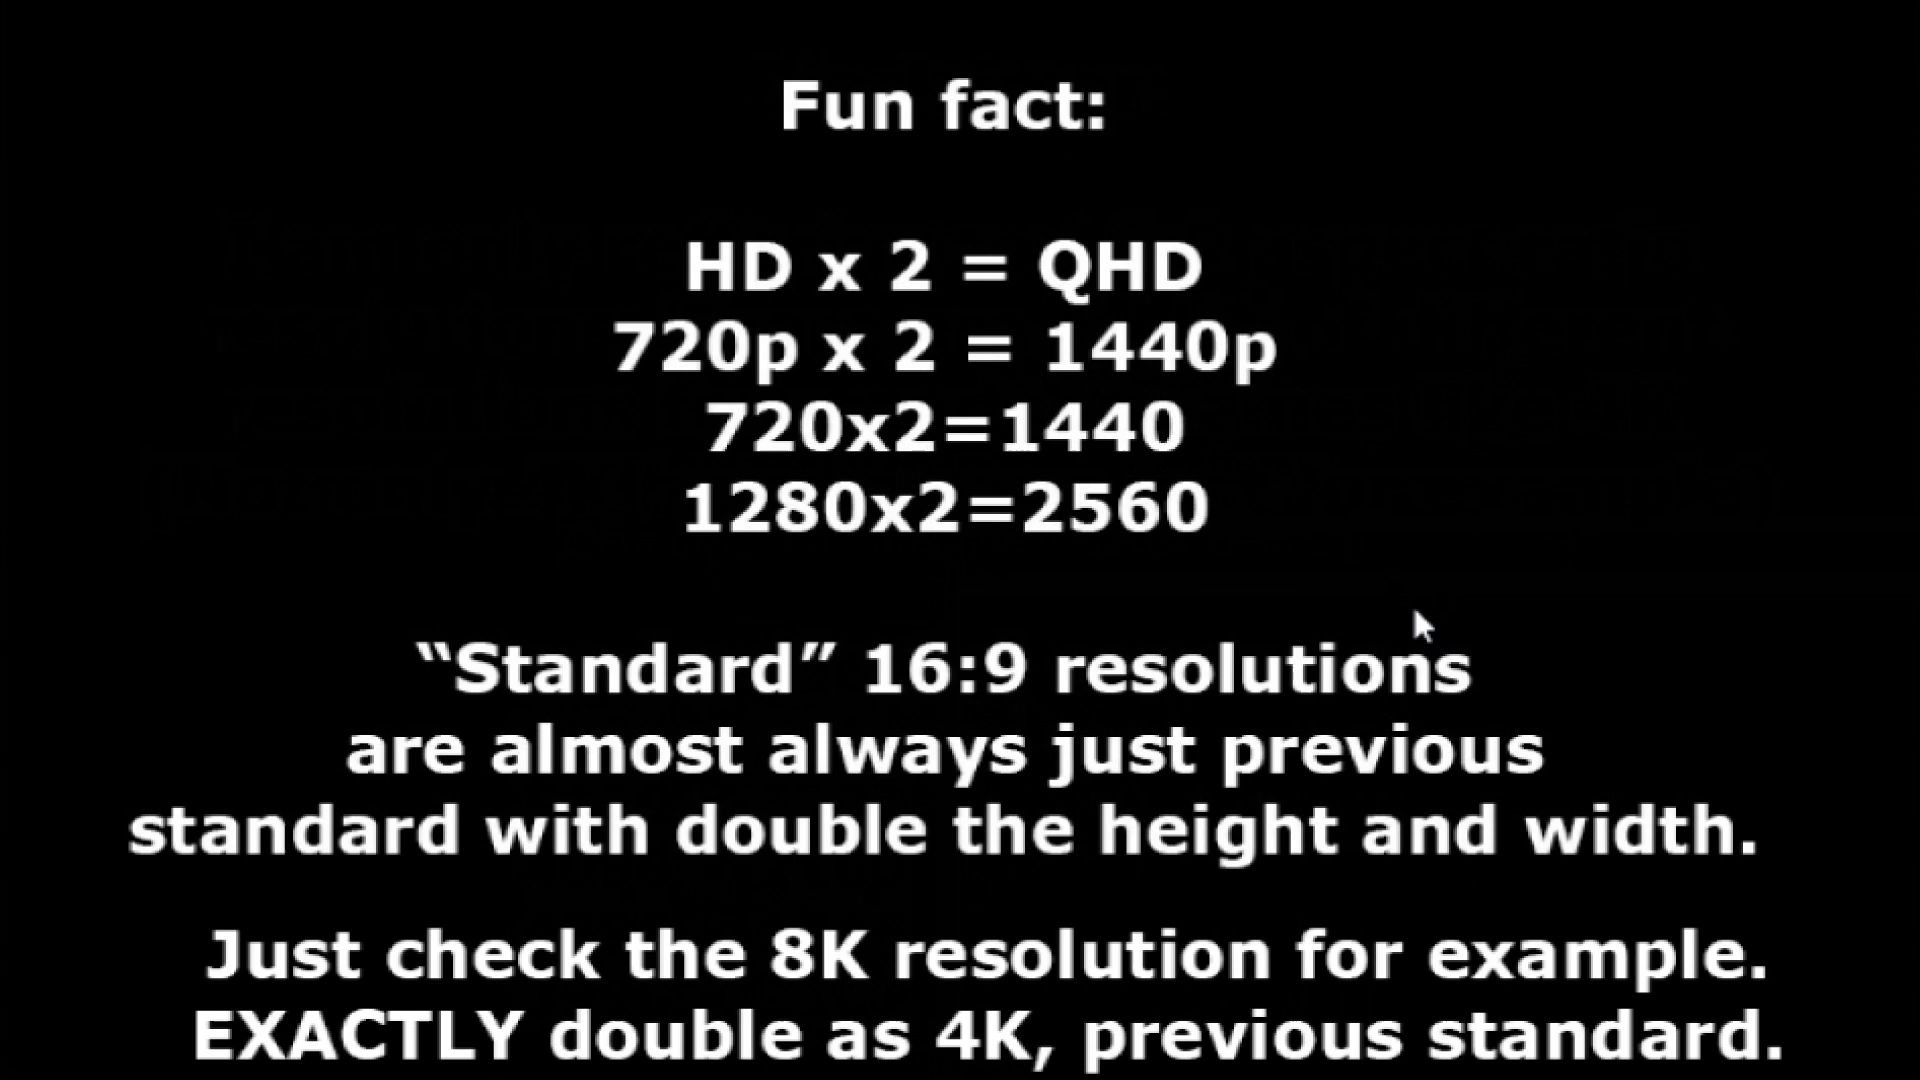 Fun fact:
HD x 2 = QHD
720p x 2 = 1440p
720x2=1440
1280x2=2560
“Standard” 16:9 resolutions
are almost always just previous
standard with double the height and width.
Just check the 8K resolution for example.
EXACTLY double as 4K, previous standard.